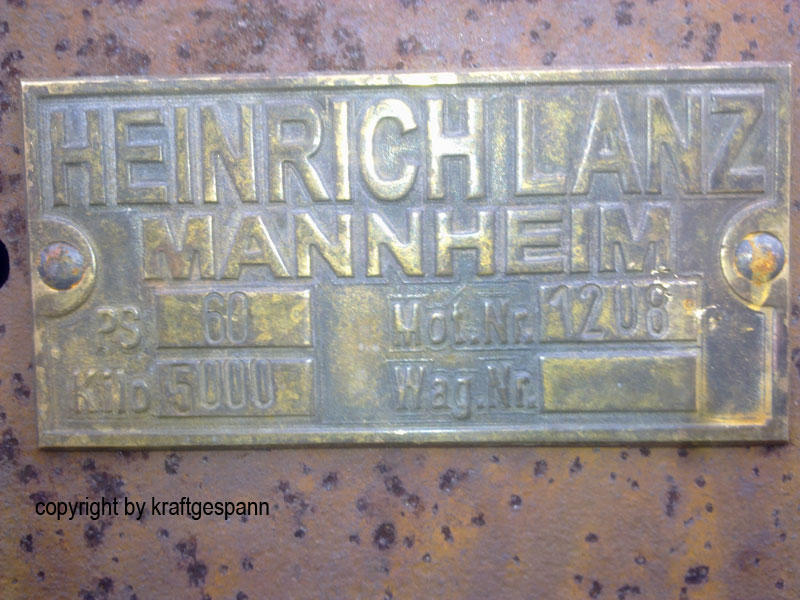 HEINRICH LANZ
MANNHEIM
PS 60 Mot.Nr. 1208
Kilo 5000 Wag.Nr.
copyright by kraftgespann